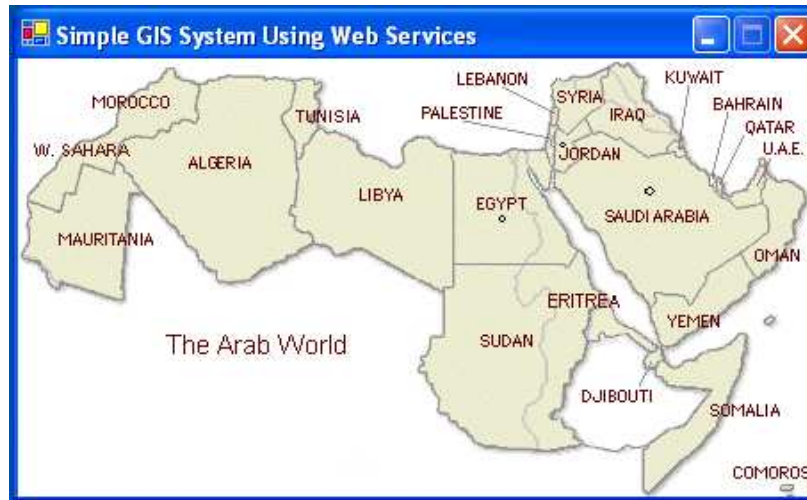 Simple GIS System Using Web Services
LEBANON
KUWAIT
MOROCCO
SYRIA
BAHRAIN
PALESTINE
TUNISIA
IRAQ
QATAR
W. SAHARA
U.A.E.
ALGERIA
JORDAN
LIBYA
EGYPT
SAUDI ARABIA
MAURITANIA
OMAN
ERITREA
YEMEN
The Arab World
SUDAN
DJIBOUTI
SOMALIA
COMOROS